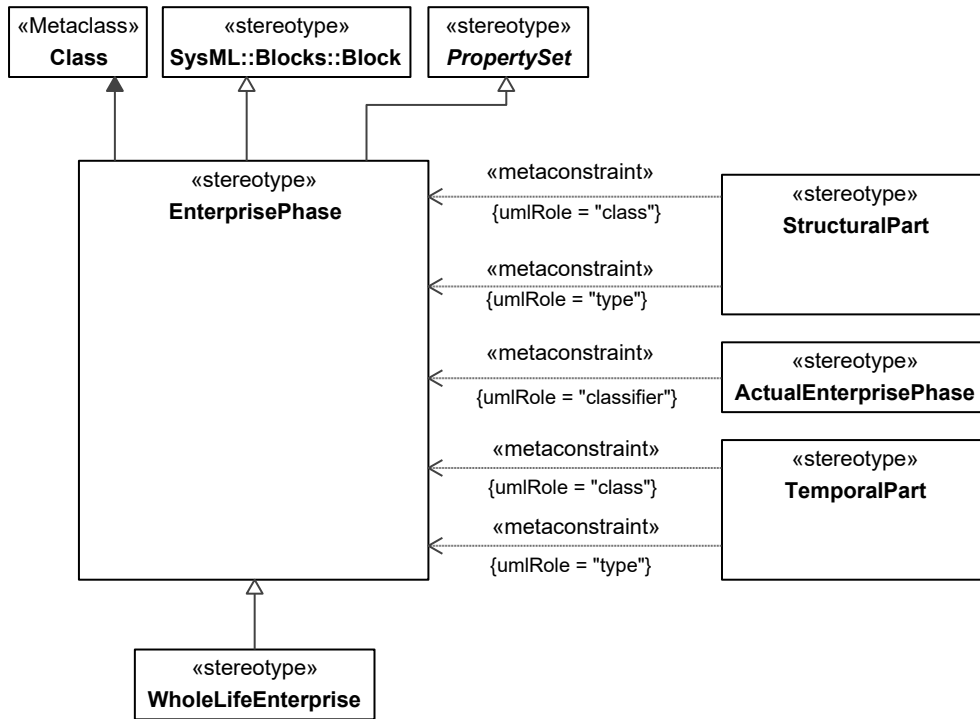 «Metaclass»
Class
«stereotype»
SysML::Blocks::Block
«stereotype»
PropertySet
«stereotype»
EnterprisePhase
«metaconstraint»
{umlRole = "class"}
«metaconstraint»
{umlRole = "type"}
«stereotype»
StructuralPart
«metaconstraint»
{umlRole = "classifier"}
«stereotype»
ActualEnterprisePhase
«metaconstraint»
{umlRole = "class"}
«metaconstraint»
{umlRole = "type"}
«stereotype»
TemporalPart
«stereotype»
WholeLifeEnterprise